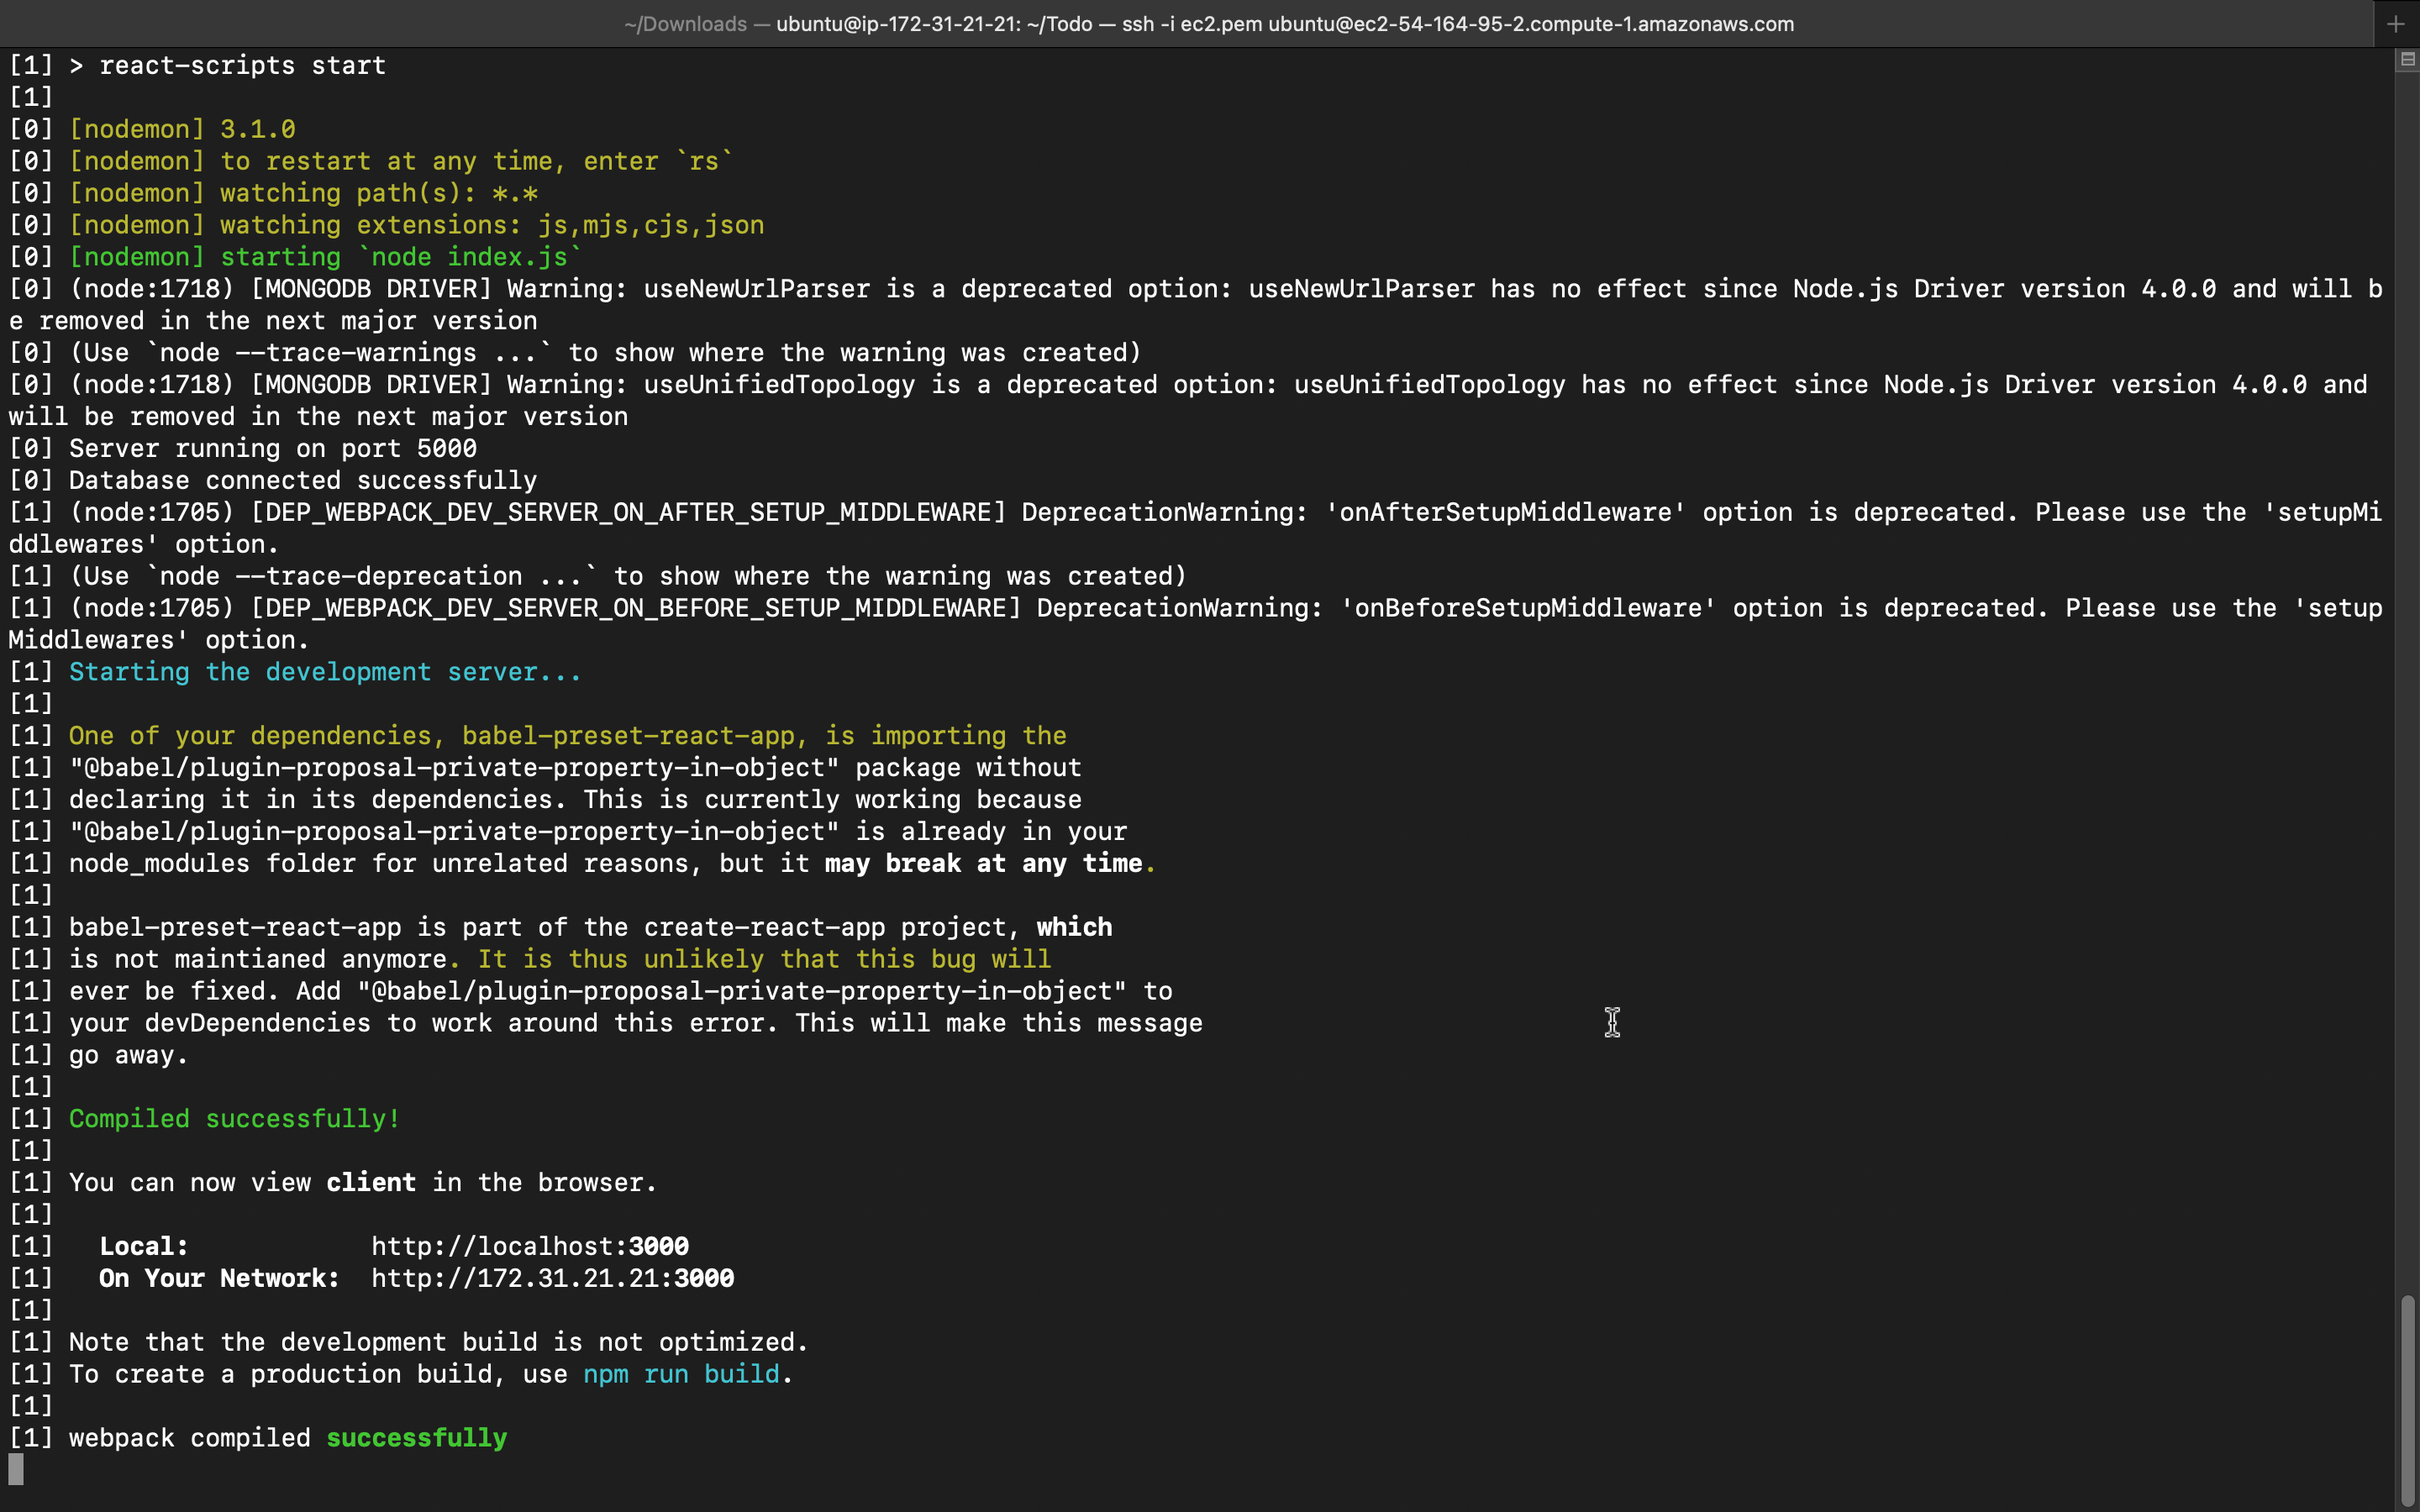 ~/Downloads — ubuntu@ip-172-31-21-21: ~/Todo — ssh -i ec2.pem ubuntu@ec2-54-164-95-2.compute-1.amazonaws.com
[1] > react-scripts start
[1]
[0] [nodemon] 3.1.0
[0] [nodemon] to restart at any time, enter `rs`
[0] [nodemon] watching path(s): *.*
[0] [nodemon] watching extensions: js,mjs,cjs,json
[0] [nodemon] starting `node index.js`
[0] (node:1718) [MONGODB DRIVER] Warning: useNewUrlParser is a deprecated option: useNewUrlParser has no effect since Node.js Driver version 4.0.0 and will b
e removed in the next major version
[0] (Use `node --trace-warnings ...` to show where the warning was created)
[0] (node:1718) [MONGODB DRIVER] Warning: useUnifiedTopology is a deprecated option: useUnifiedTopology has no effect since Node.js Driver version 4.0.0 and
will be removed in the next major version
[0] Server running on port 5000
[0] Database connected successfully
[1] (node:1705) [DEP_WEBPACK_DEV_SERVER_ON_AFTER_SETUP_MIDDLEWARE] DeprecationWarning: 'onAfterSetupMiddleware' option is deprecated. Please use the 'setupMi
ddlewares' option.
[1] (Use `node --trace-deprecation ...` to show where the warning was created)
[1] (node:1705) [DEP_WEBPACK_DEV_SERVER_ON_BEFORE_SETUP_MIDDLEWARE] DeprecationWarning: 'onBeforeSetupMiddleware' option is deprecated. Please use the 'setup
Middlewares' option.
[1] Starting the development server...
[1]
[1] One of your dependencies, babel-preset-react-app, is importing the
[1] "@babel/plugin-proposal-private-property-in-object" package without
[1] declaring it in its dependencies. This is currently working because
[1] "@babel/plugin-proposal-private-property-in-object" is already in your
[1] node_modules folder for unrelated reasons, but it may break at any time.
[1]
[1] babel-preset-react-app is part of the create-react-app project, which
[1] is not maintianed anymore. It is thus unlikely that this bug will
[1] ever be fixed. Add "@babel/plugin-proposal-private-property-in-object" to
[1] your devDependencies to work around this error. This will make this message
[1] go away.
[1]
[1] Compiled successfully!
[1]
[1] You can now view client in the browser.
[1]
[1]   Local:            http://localhost:3000
[1]   On Your Network:  http://172.31.21.21:3000
[1]
[1] Note that the development build is not optimized.
[1] To create a production build, use npm run build.
[1]
[1] webpack compiled successfully